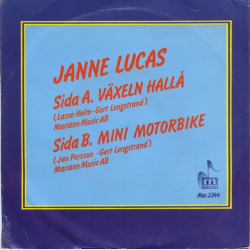 JANNE LUCAS
Sida A. VÄXELN HALLÅ
(Lasse Holm-Gert Lengstrand)
Mariann Music AB
Sida B. MINI MOTORBIKE
(Jan Persson -Gert Lengstrand)
Mariann Music AB
m
Mas 2244